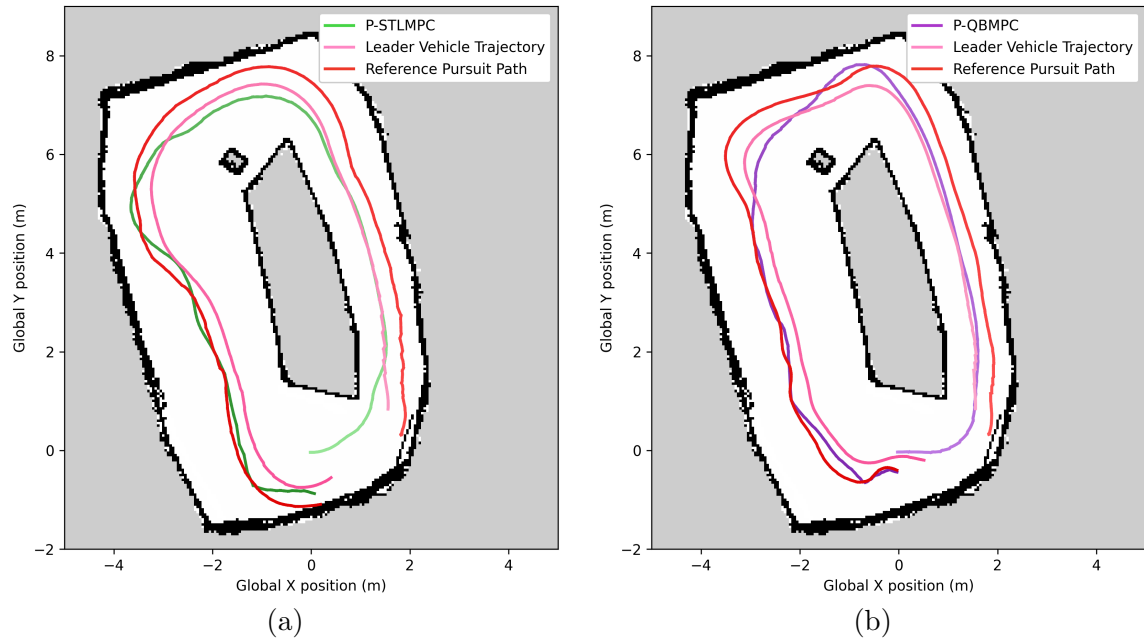 P-STLMPC
Leader Vehicle Trajectory
Reference Pursuit Path
8
6
4
2
0
−2
Global Y position (m)
−4
−2
0
2
4
Global X position (m)
(a)
P-QBMPC
Leader Vehicle Trajectory
Reference Pursuit Path
8
6
4
2
0
−2
Global Y position (m)
−4
−2
0
2
4
Global X position (m)
(b)